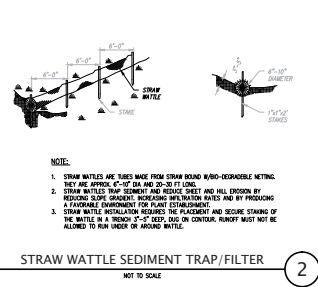 6'-0"
6'-0"
6'-0"
STRAW
WATTLE
STAKE
6"-10"
DIAMETER
1"x1"x2'
STAKES
NOTE:
1. STRAW WATTLES ARE TUBES MADE FROM STRAW BOUND W/BIO-DEGREDEBLE NETTING.
THEY ARE APPROX. 6"-10" DIA AND 20-30 FT LONG.
2. STRAW WATTLES TRAP SEDIMENT AND REDUCE SHEET AND HILL EROSION BY
REDUCING SLOPE GRADIENT. INCREASING INFILTRATION RATES AND BY PRODUCING
A FAVORABLE ENVIRONMENT FOR PLANT ESTABLISHMENT.
3. STRAW WATTLE INSTALLATION REQUIRES THE PLACEMENT AND SECURE STAKING OF
THE WATTLE IN A TRENCH 3"-5" DEEP, DUG ON CONTOUR. RUNOFF MUST NOT BE
ALLOWED TO RUN UNDER OR AROUND WATTLE.
STRAW WATTLE SEDIMENT TRAP/FILTER
2
NOT TO SCALE